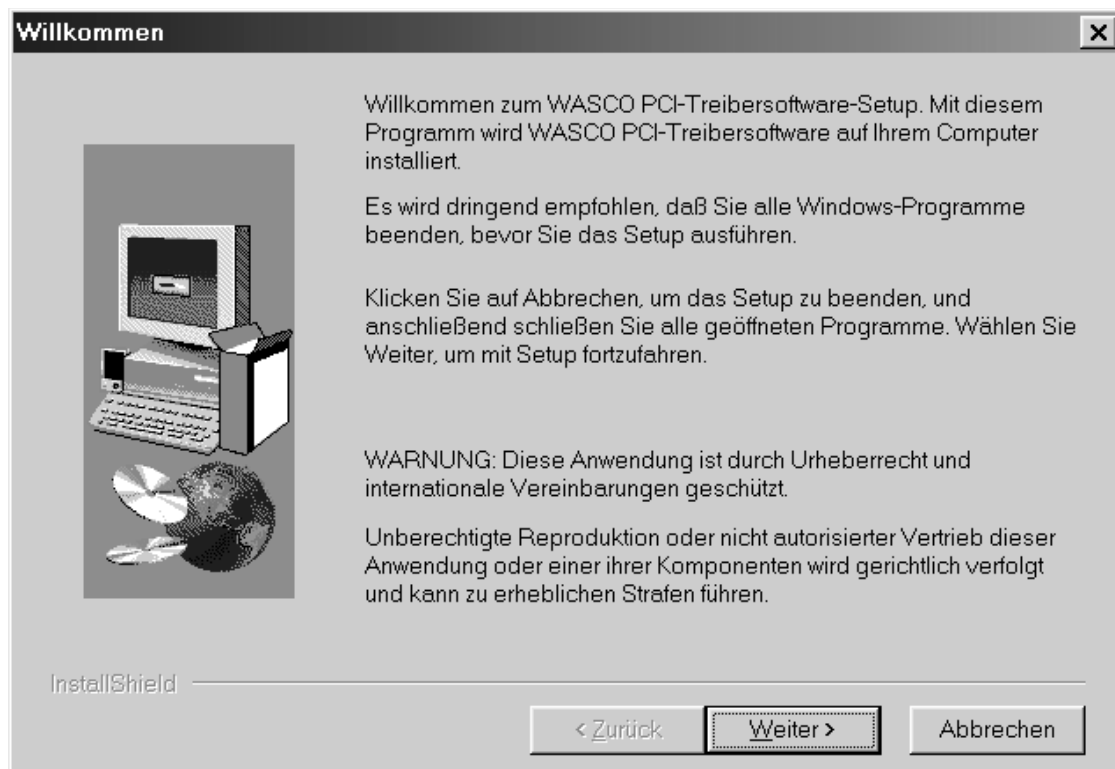 Willkommen
Willkommen zum WASCO PCI-Treibersoftware-Setup. Mit diesem
Programm wird WASCO PCI-Treibersoftware auf Ihrem Computer
installiert.
Es wird dringend empfohlen, daß Sie alle Windows-Programme
beenden, bevor Sie das Setup ausführen.
Klicken Sie auf Abbrechen, um das Setup zu beenden, und
anschließend schließen Sie alle geöffneten Programme. Wählen Sie
Weiter, um mit Setup fortzufahren.
WARNUNG: Diese Anwendung ist durch Urheberrecht und
internationale Vereinbarungen geschützt.
Unberechtigte Reproduktion oder nicht autorisierter Vertrieb dieser
Anwendung oder einer ihrer Komponenten wird gerichtlich verfolgt
und kann zu erheblichen Strafen führen.
InstallShield
< Zurück Weiter > Abbrechen